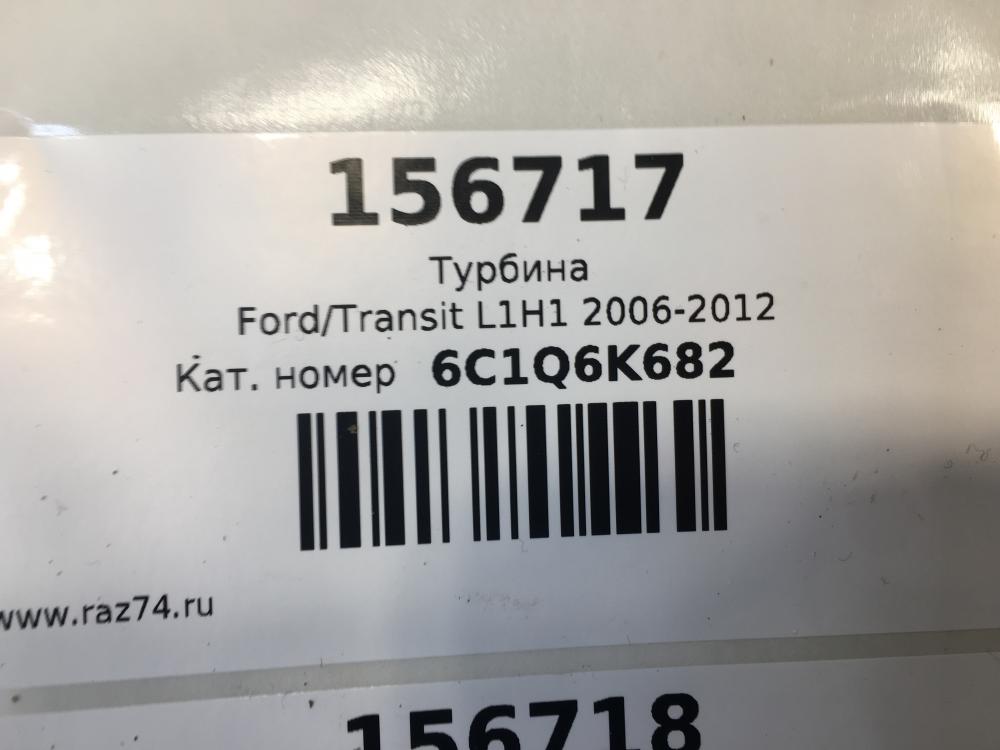 156717
Турбина
Ford/Transit L1H1 2006-2012
Кат. номер 6C1Q6K682
www.raz74.ru
156718